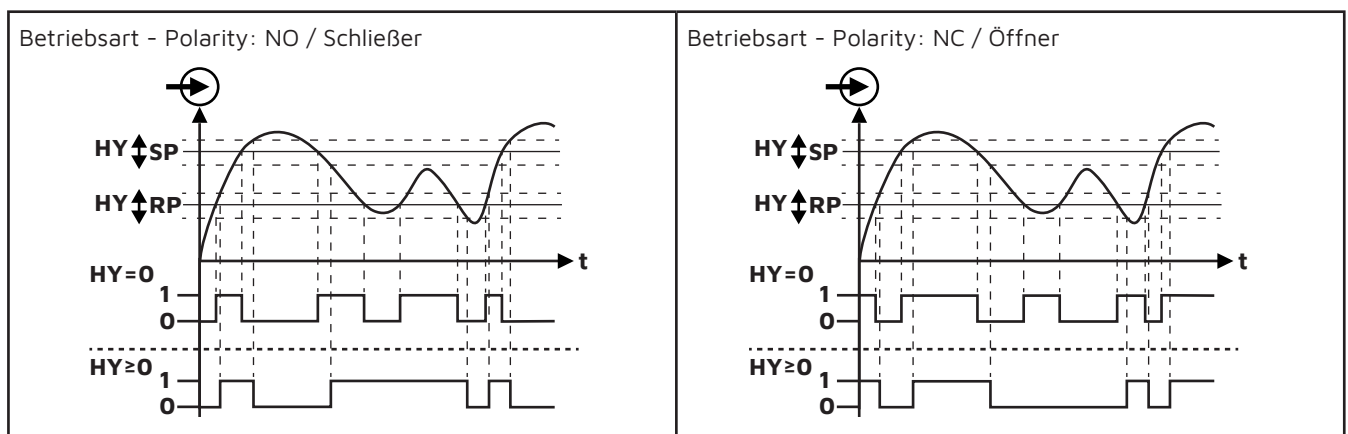 Betriebsart - Polarity: NO / Schließer
HY SP
HY RP
t
HY=0
1
0
HY≥0
1
0
Betriebsart - Polarity: NC / Öffner
HY SP
HY RP
t
HY=0
1
0
HY≥0
1
0